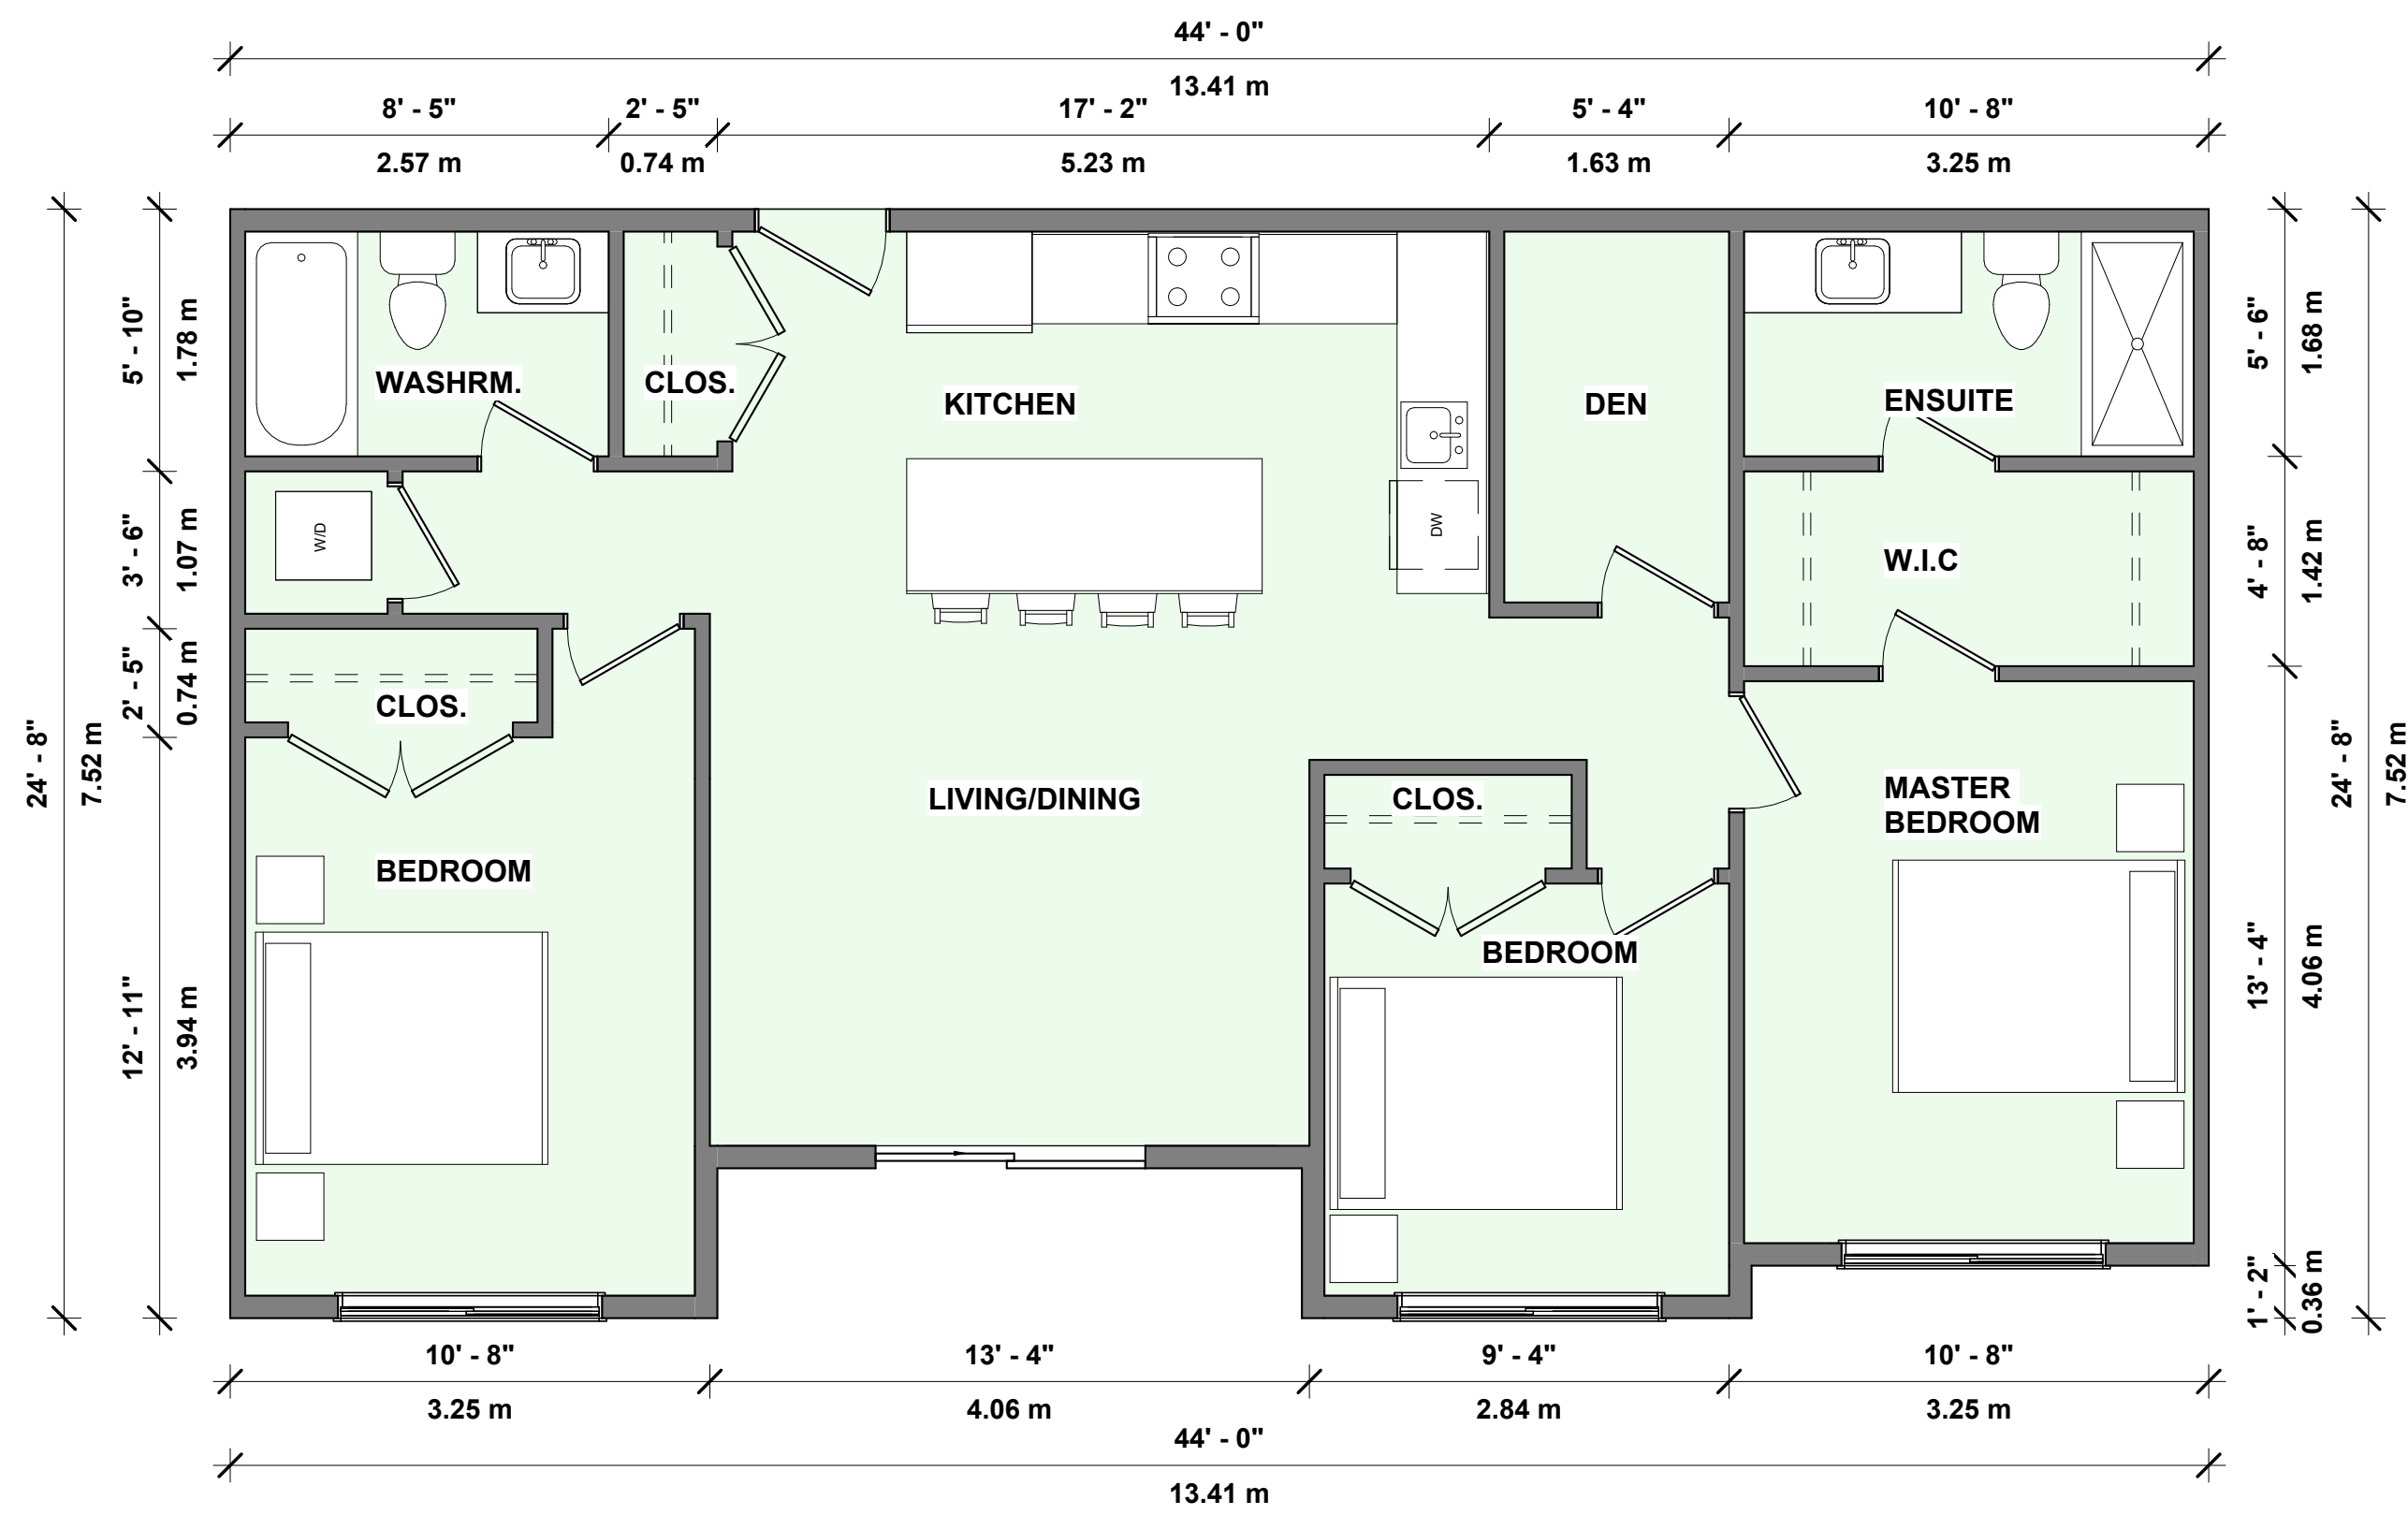 44' - 0"
13.41 m
8' - 5"
2' - 5"
17' - 2"
5' - 4"
10' - 8"
2.57 m
0.74 m
5.23 m
1.63 m
3.25 m
24' - 8"
7.52 m
5' - 10"
1.78 m
3' - 6"
1.07 m
2' - 5"
0.74 m
12' - 11"
3.94 m
WASHRM.
CLOS.
KITCHEN
DEN
ENSUITE
W/D
DW
W.I.C
CLOS.
LIVING/DINING
CLOS.
MASTER
BEDROOM
BEDROOM
BEDROOM
5' - 6"
1.68 m
4' - 8"
1.42 m
13' - 4"
4.06 m
1' - 2"
0.36 m
24' - 8"
7.52 m
10' - 8"
13' - 4"
9' - 4"
10' - 8"
3.25 m
4.06 m
2.84 m
3.25 m
44' - 0"
13.41 m